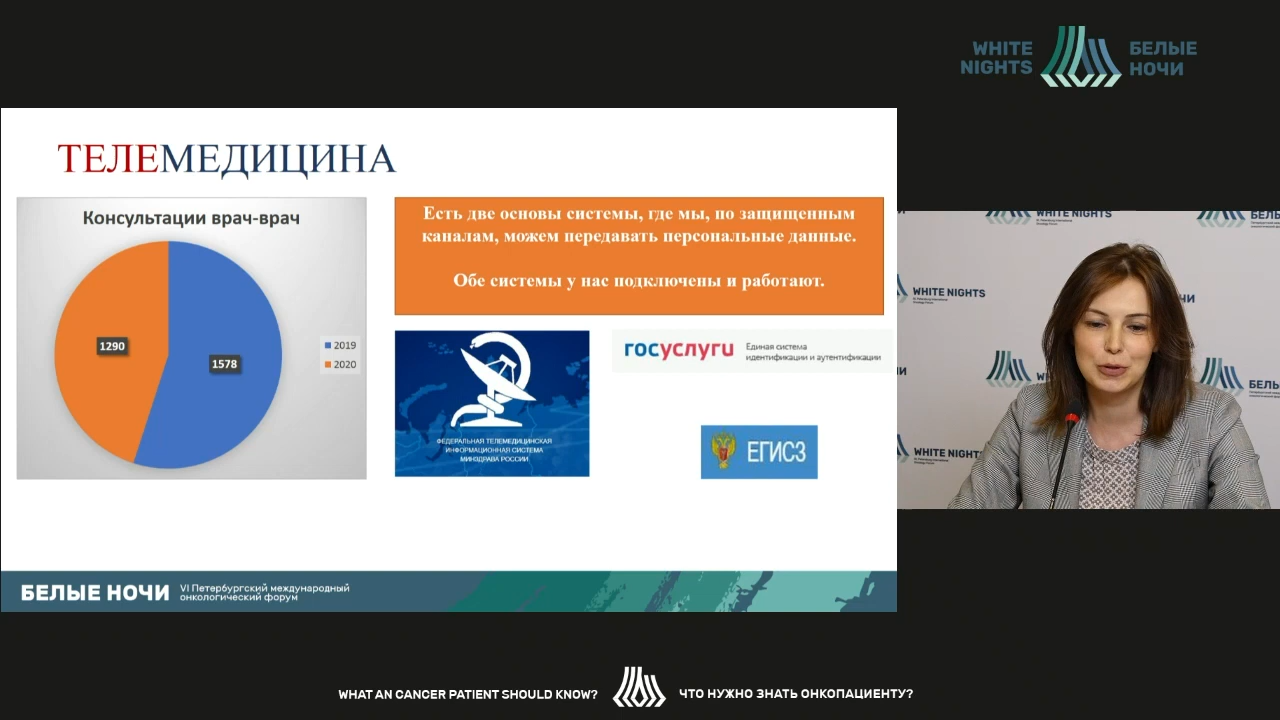 WHITE
NIGHTS
БЕЛЫЕ
НОЧИ
ТЕЛЕМЕДИЦИНА
Консультации врач-врач
1290
1578
2019
2020
Есть две основы системы, где мы, по защищенным
каналам, можем передавать персональные данные.
Обе системы у нас подключены и работают.
ФЕДЕРАЛЬНАЯ ТЕЛЕМЕДИЦИНСКАЯ
ИНФОРМАЦИОННАЯ СИСТЕМА
МИНЗДРАВА РОССИИ
госуслуги
Единая система
идентификации и аутентификации
ЕГИСЗ
WHITE NIGHTS
WHITE NIGHTS
WHITE NIGHT
БЕЛЫЕ НОЧИ
VI Петербургский международный
онкологический форум
WHAT AN CANCER PATIENT SHOULD KNOW?
ЧТО НУЖНО ЗНАТЬ ОНКОПАЦИЕНТУ?